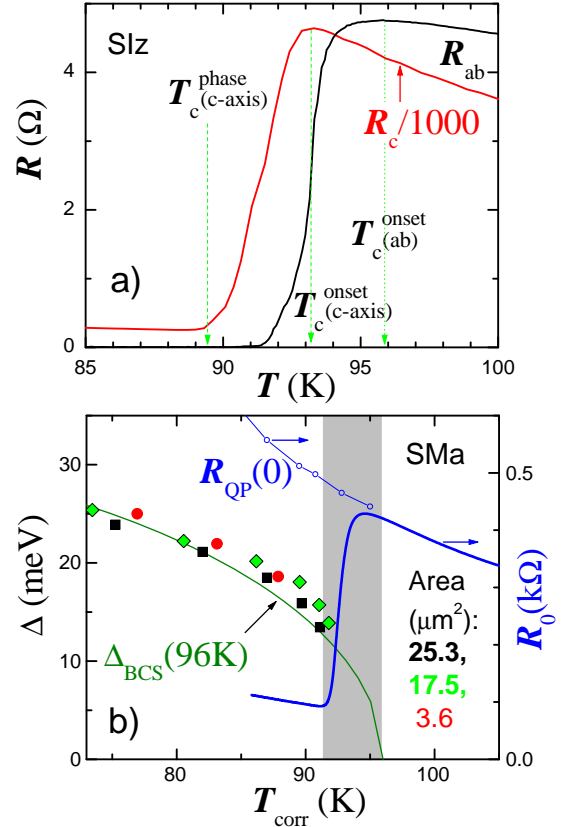 SIz
R_ab
T_c(c-axis)^phase
R_c/1000
T_c(ab)^onset
T_c(c-axis)^onset
a)
R (Ω)
0
2
4
85
90
95
100
T (K)
SMa
R_QP(0)
Δ_BCS(96K)
Area
(μm²):
25.3,
17.5,
3.6
b)
Δ (meV)
0
10
20
30
0.0
0.5
R_0(kΩ)
80
90
100
T_corr (K)